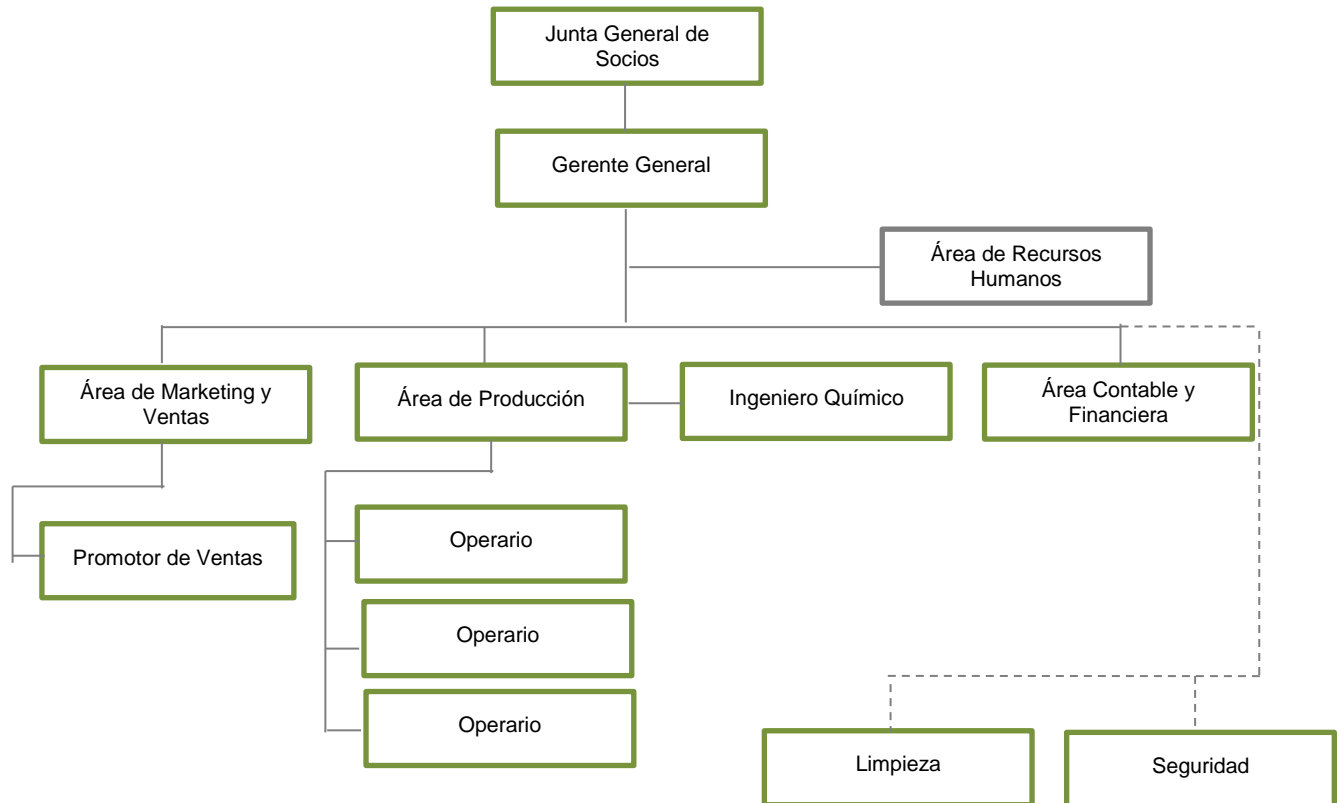 Junta General de
Socios
Gerente General
Área de Recursos
Humanos
Área de Marketing y
Ventas
Área de Producción
Ingeniero Químico
Área Contable y
Financiera
Promotor de Ventas
Operario
Operario
Operario
Limpieza
Seguridad